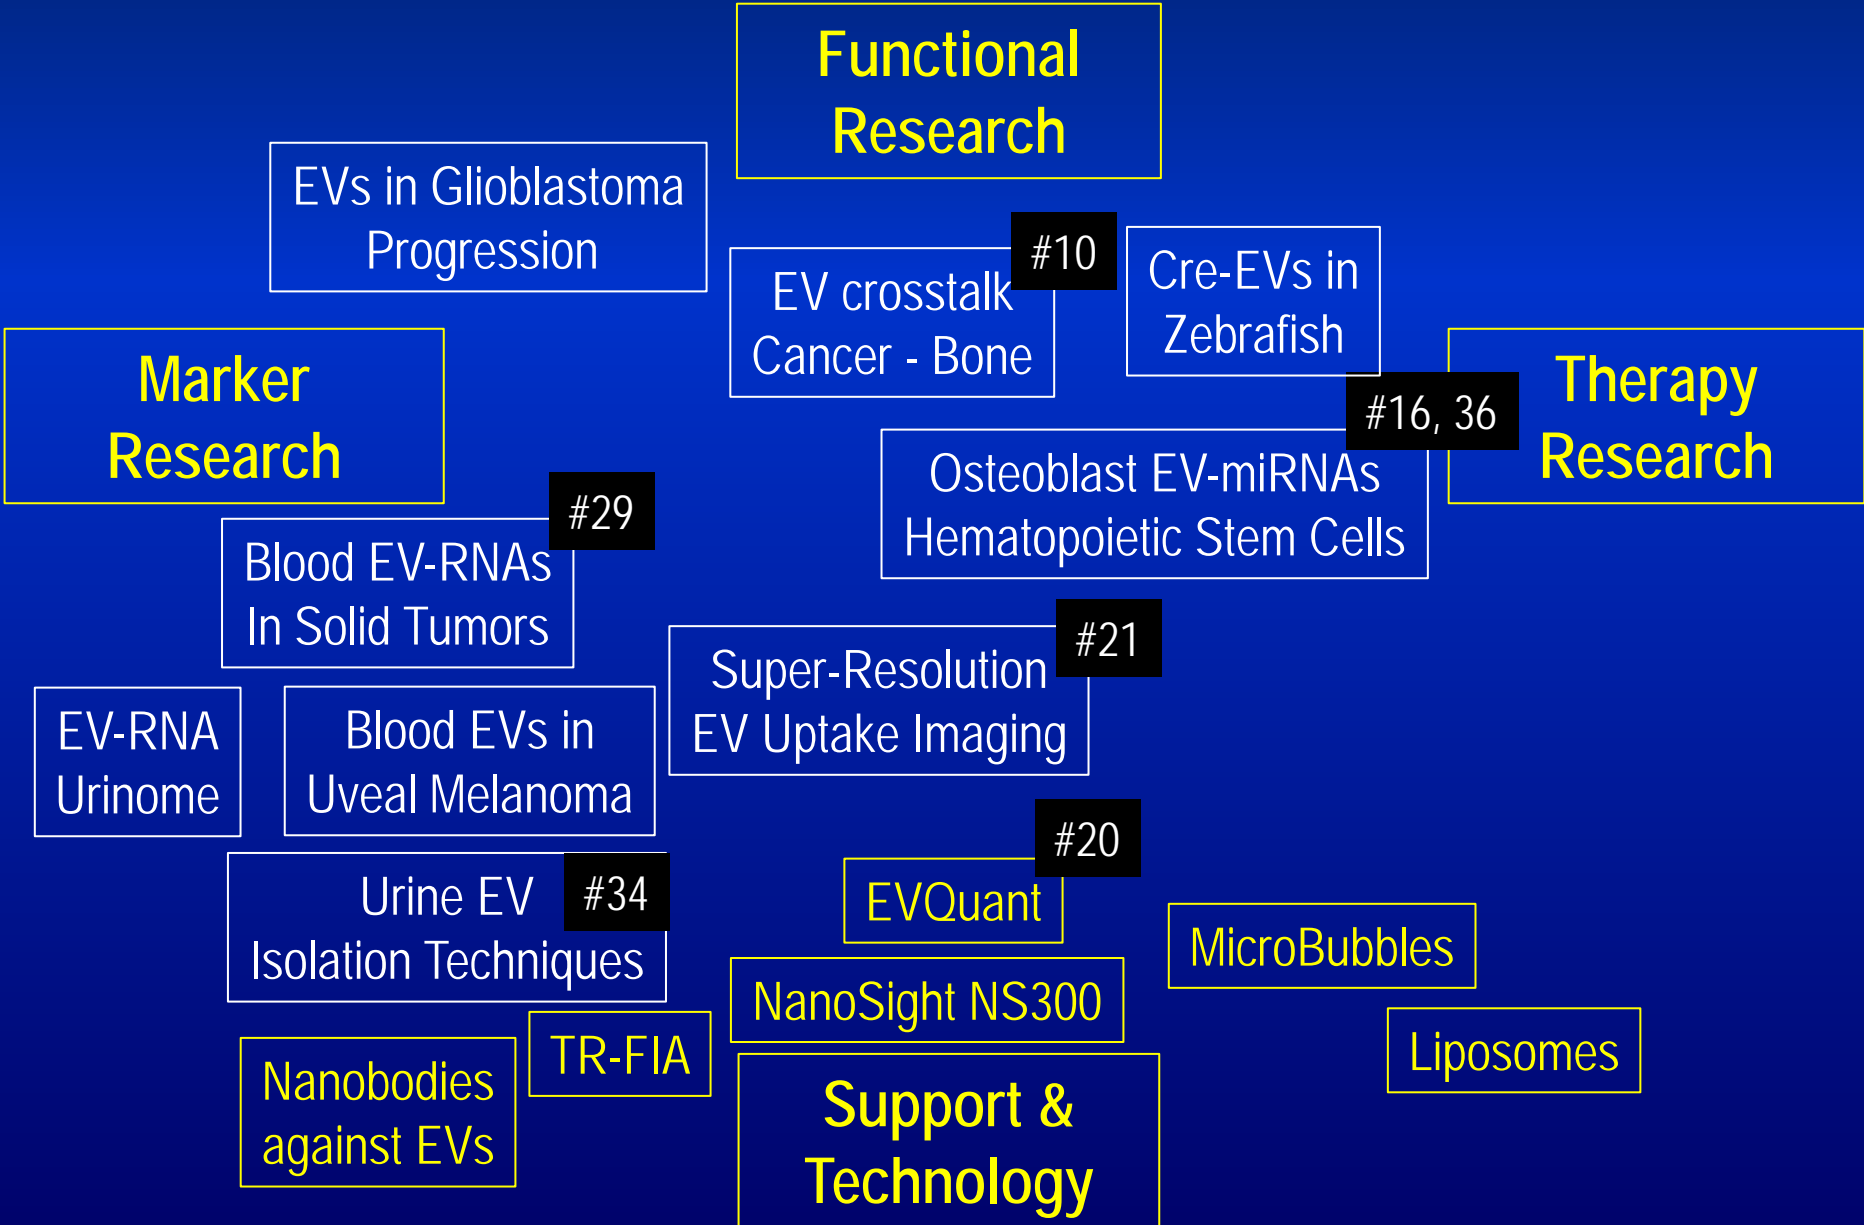 Functional
Research
EVs in Glioblastoma
Progression
#10
EV crosstalk
Cancer - Bone
Cre-EVs in
Zebrafish
Marker
Research
Therapy
Research
#16, 36
Osteoblast EV-miRNAs
Hematopoietic Stem Cells
#29
Blood EV-RNAs
In Solid Tumors
#21
Super-Resolution
EV Uptake Imaging
EV-RNA
Urinome
Blood EVs in
Uveal Melanoma
#20
EVQuant
Urine EV
Isolation Techniques
#34
MicroBubbles
NanoSight NS300
Liposomes
TR-FIA
Nanobodies
against EVs
Support &
Technology